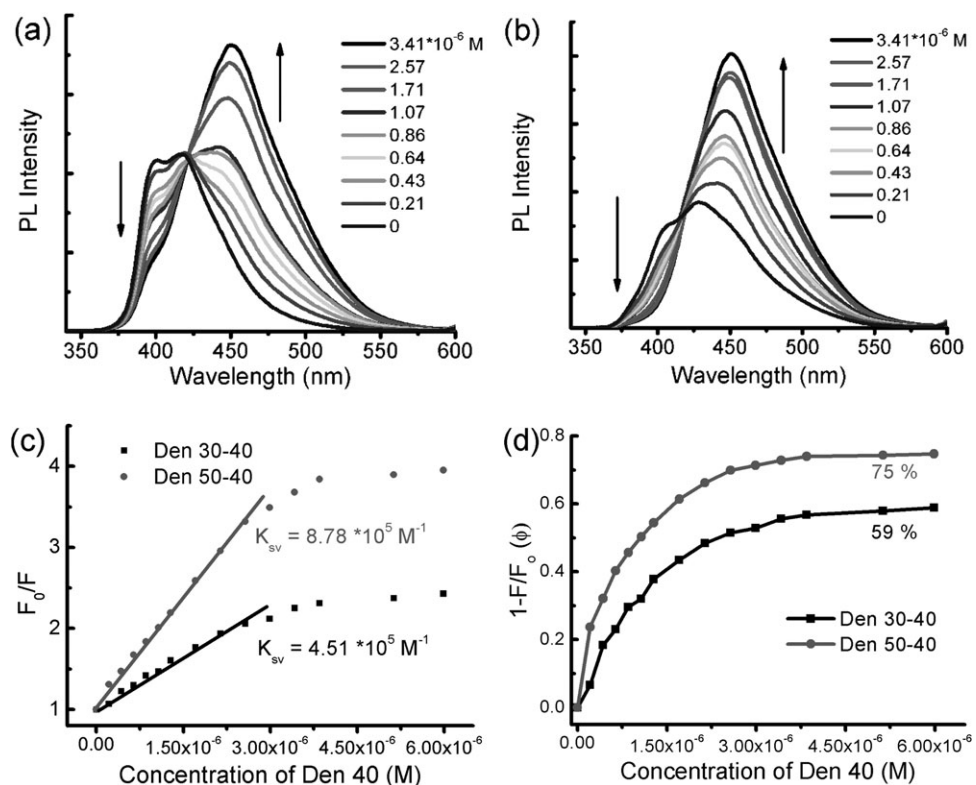 (a)
PL Intensity
3.41*10⁻⁶ M
2.57
1.71
1.07
0.86
0.64
0.43
0.21
0
350 400 450 500 550 600
Wavelength (nm)
(b)
PL Intensity
3.41*10⁻⁶ M
2.57
1.71
1.07
0.86
0.64
0.43
0.21
0
350 400 450 500 550 600
Wavelength (nm)
(c)
Den 30-40
Den 50-40
F₀/F
4
3
2
1
Kₛᵥ = 8.78 *10⁵ M⁻¹
Kₛᵥ = 4.51 *10⁵ M⁻¹
0.00 1.50x10⁻⁶ 3.00x10⁻⁶ 4.50x10⁻⁶ 6.00x10⁻⁶
Concentration of Den 40 (M)
(d)
1-F/Fₒ (ϕ)
0.8
0.6
0.4
0.2
0.0
75 %
59 %
Den 30-40
Den 50-40
0.00 1.50x10⁻⁶ 3.00x10⁻⁶ 4.50x10⁻⁶ 6.00x10⁻⁶
Concentration of Den 40 (M)